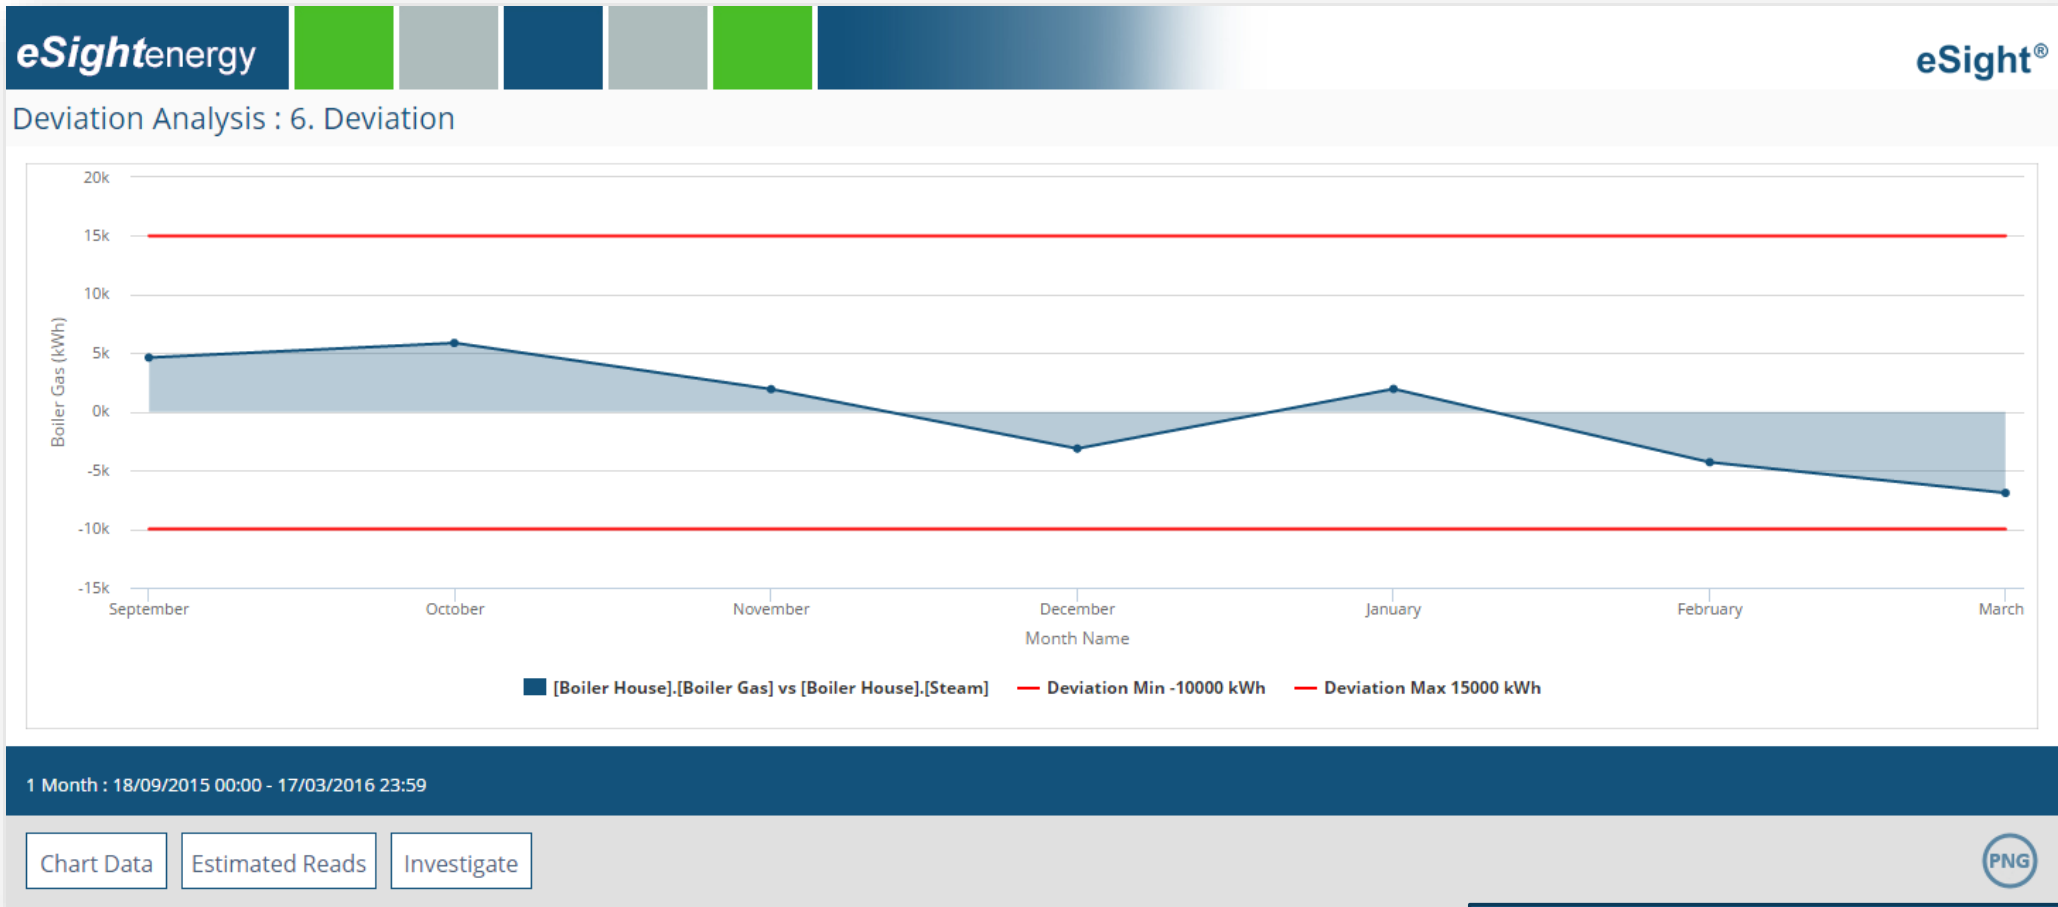 eSightenergy
eSight®
Deviation Analysis : 6. Deviation
20k
15k
10k
5k
0k
-5k
-10k
-15k
Boiler Gas (kWh)
September October November December January February March
Month Name
[Boiler House].[Boiler Gas] vs [Boiler House].[Steam] Deviation Min -10000 kWh Deviation Max 15000 kWh
1 Month : 18/09/2015 00:00 - 17/03/2016 23:59
Chart Data Estimated Reads Investigate PNG